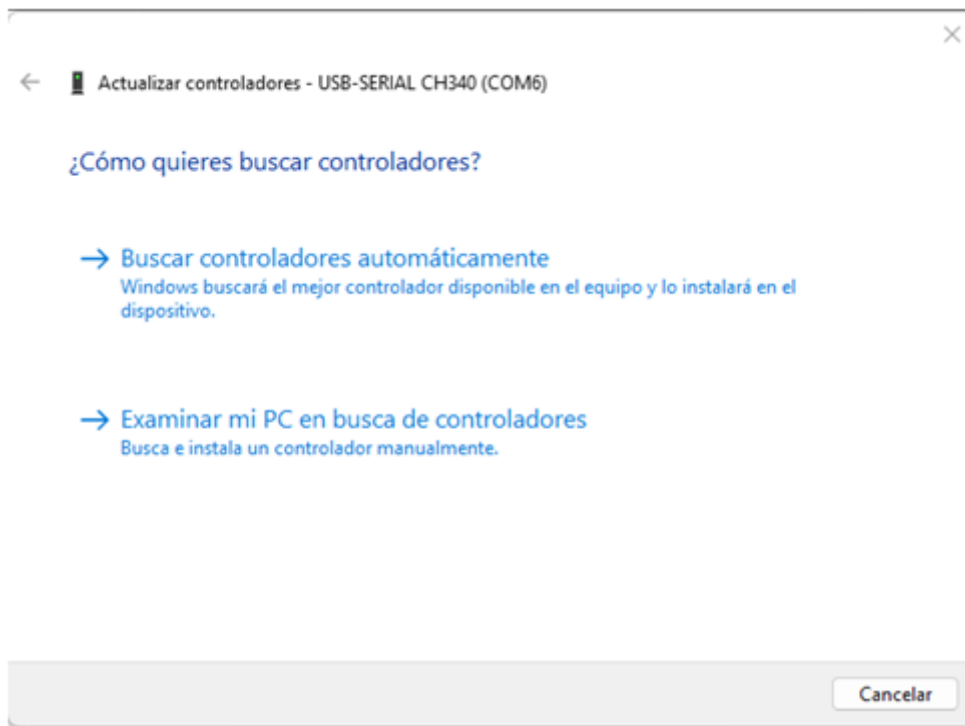 Actualizar controladores - USB-SERIAL CH340 (COM6)
¿Cómo quieres buscar controladores?
Buscar controladores automáticamente
Windows buscará el mejor controlador disponible en el equipo y lo instalará en el
dispositivo.
Examinar mi PC en busca de controladores
Busca e instala un controlador manualmente.
Cancelar